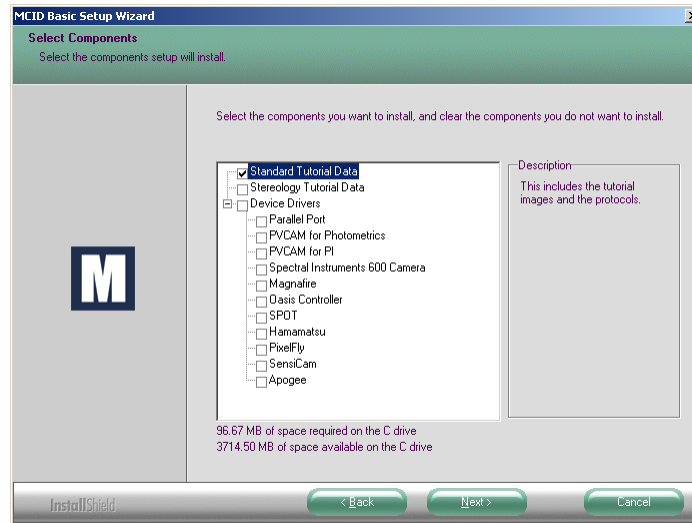 MCID Basic Setup Wizard
Select Components
Select the components setup will install.
Select the components you want to install, and clear the components you do not want to install.
Standard Tutorial Data
Stereology Tutorial Data
Device Drivers
Parallel Port
PVCAM for Photometrics
PVCAM for PI
Spectral Instruments 600 Camera
Magnafire
Oasis Controller
SPOT
Hamamatsu
PixelFly
SensiCam
Apogee
Description
This includes the tutorial
images and the protocols.
M
96.67 MB of space required on the C drive
3714.50 MB of space available on the C drive
InstallShield
< Back
Next >
Cancel